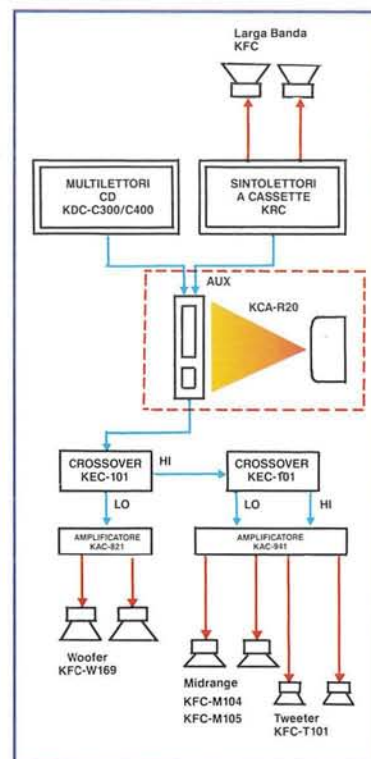 Larga Banda
KFC
MULTILETTORI
CD
KDC-C300/C400
SINTOLETTORI
A CASSETTE
KRC
AUX
KCA-R20
CROSSOVER
KEC-101
HI
CROSSOVER
KEC-101
LO
LO
HI
AMPLIFICATORE
KAC-821
AMPLIFICATORE
KAC-941
Woofer
KFC-W169
Midrange
KFC-M104
KFC-M105
Tweeter
KFC-T101